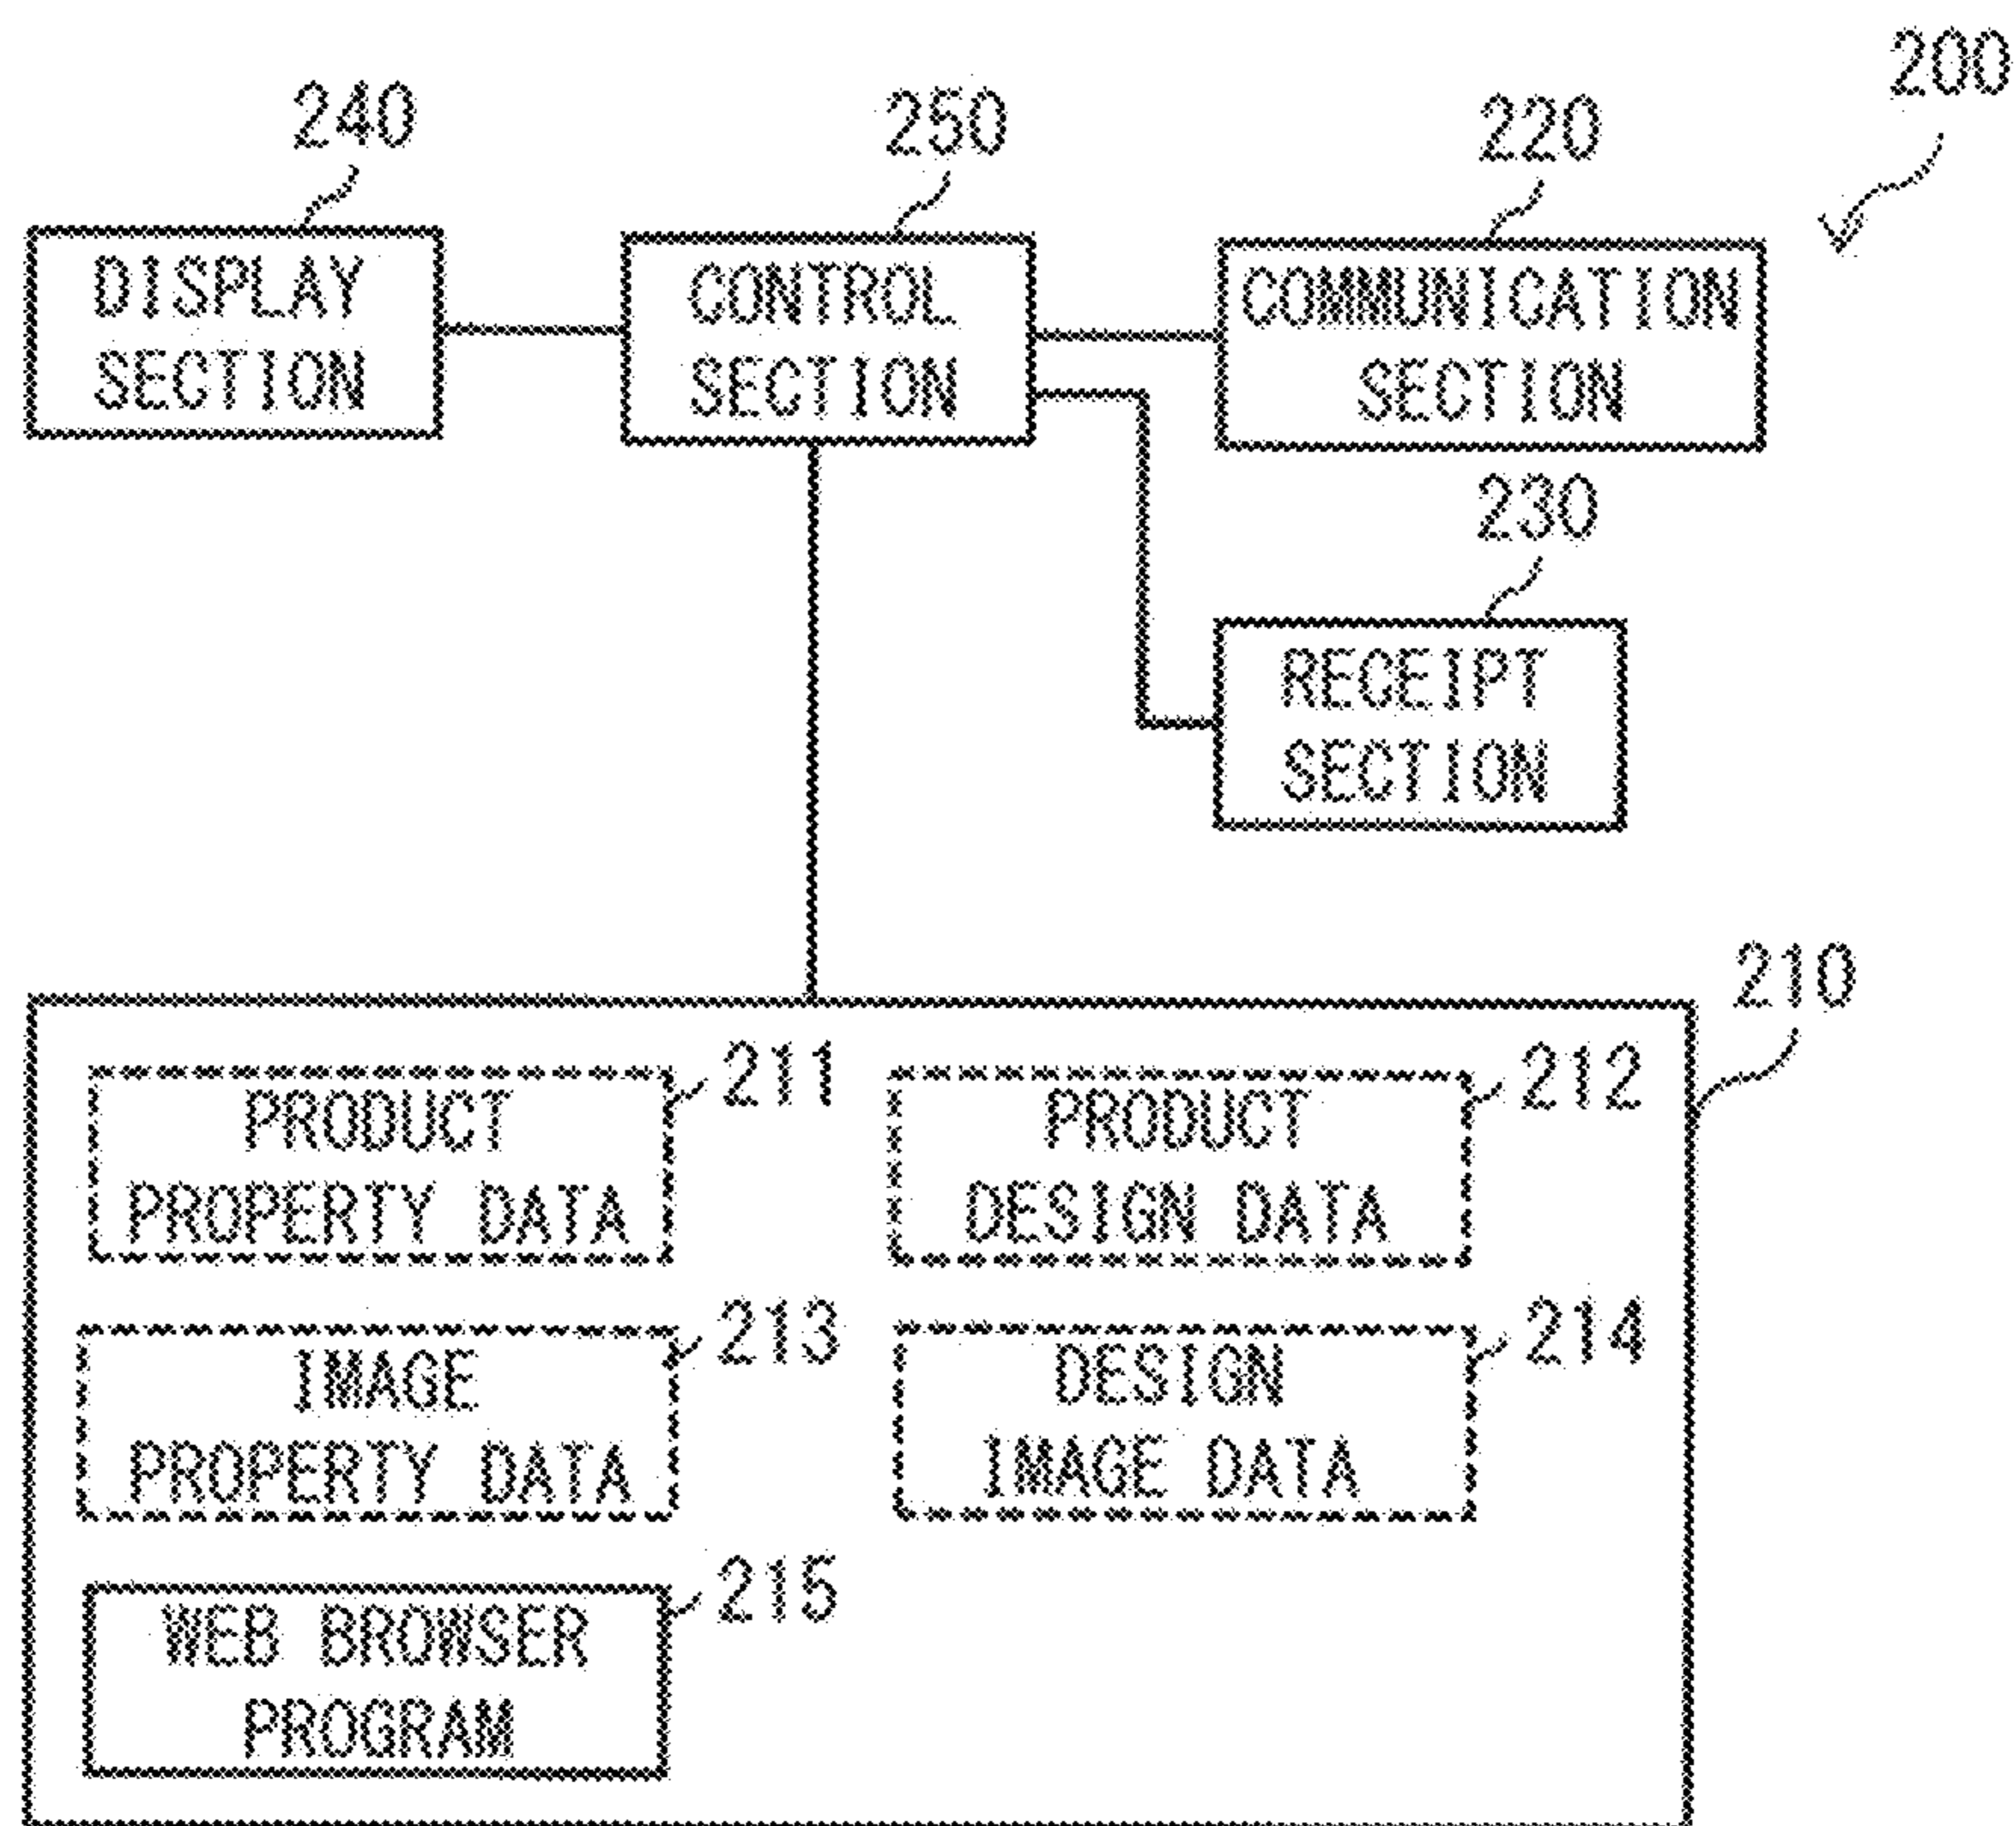 200
240
250
220
DISPLAY
SECTION
CONTROL
SECTION
COMMUNICATION
SECTION
230
RECEIPT
SECTION
210
211
PRODUCT
PROPERTY DATA
212
PRODUCT
DESIGN DATA
213
IMAGE
PROPERTY DATA
214
DESIGN
IMAGE DATA
215
WEB BROWSER
PROGRAM